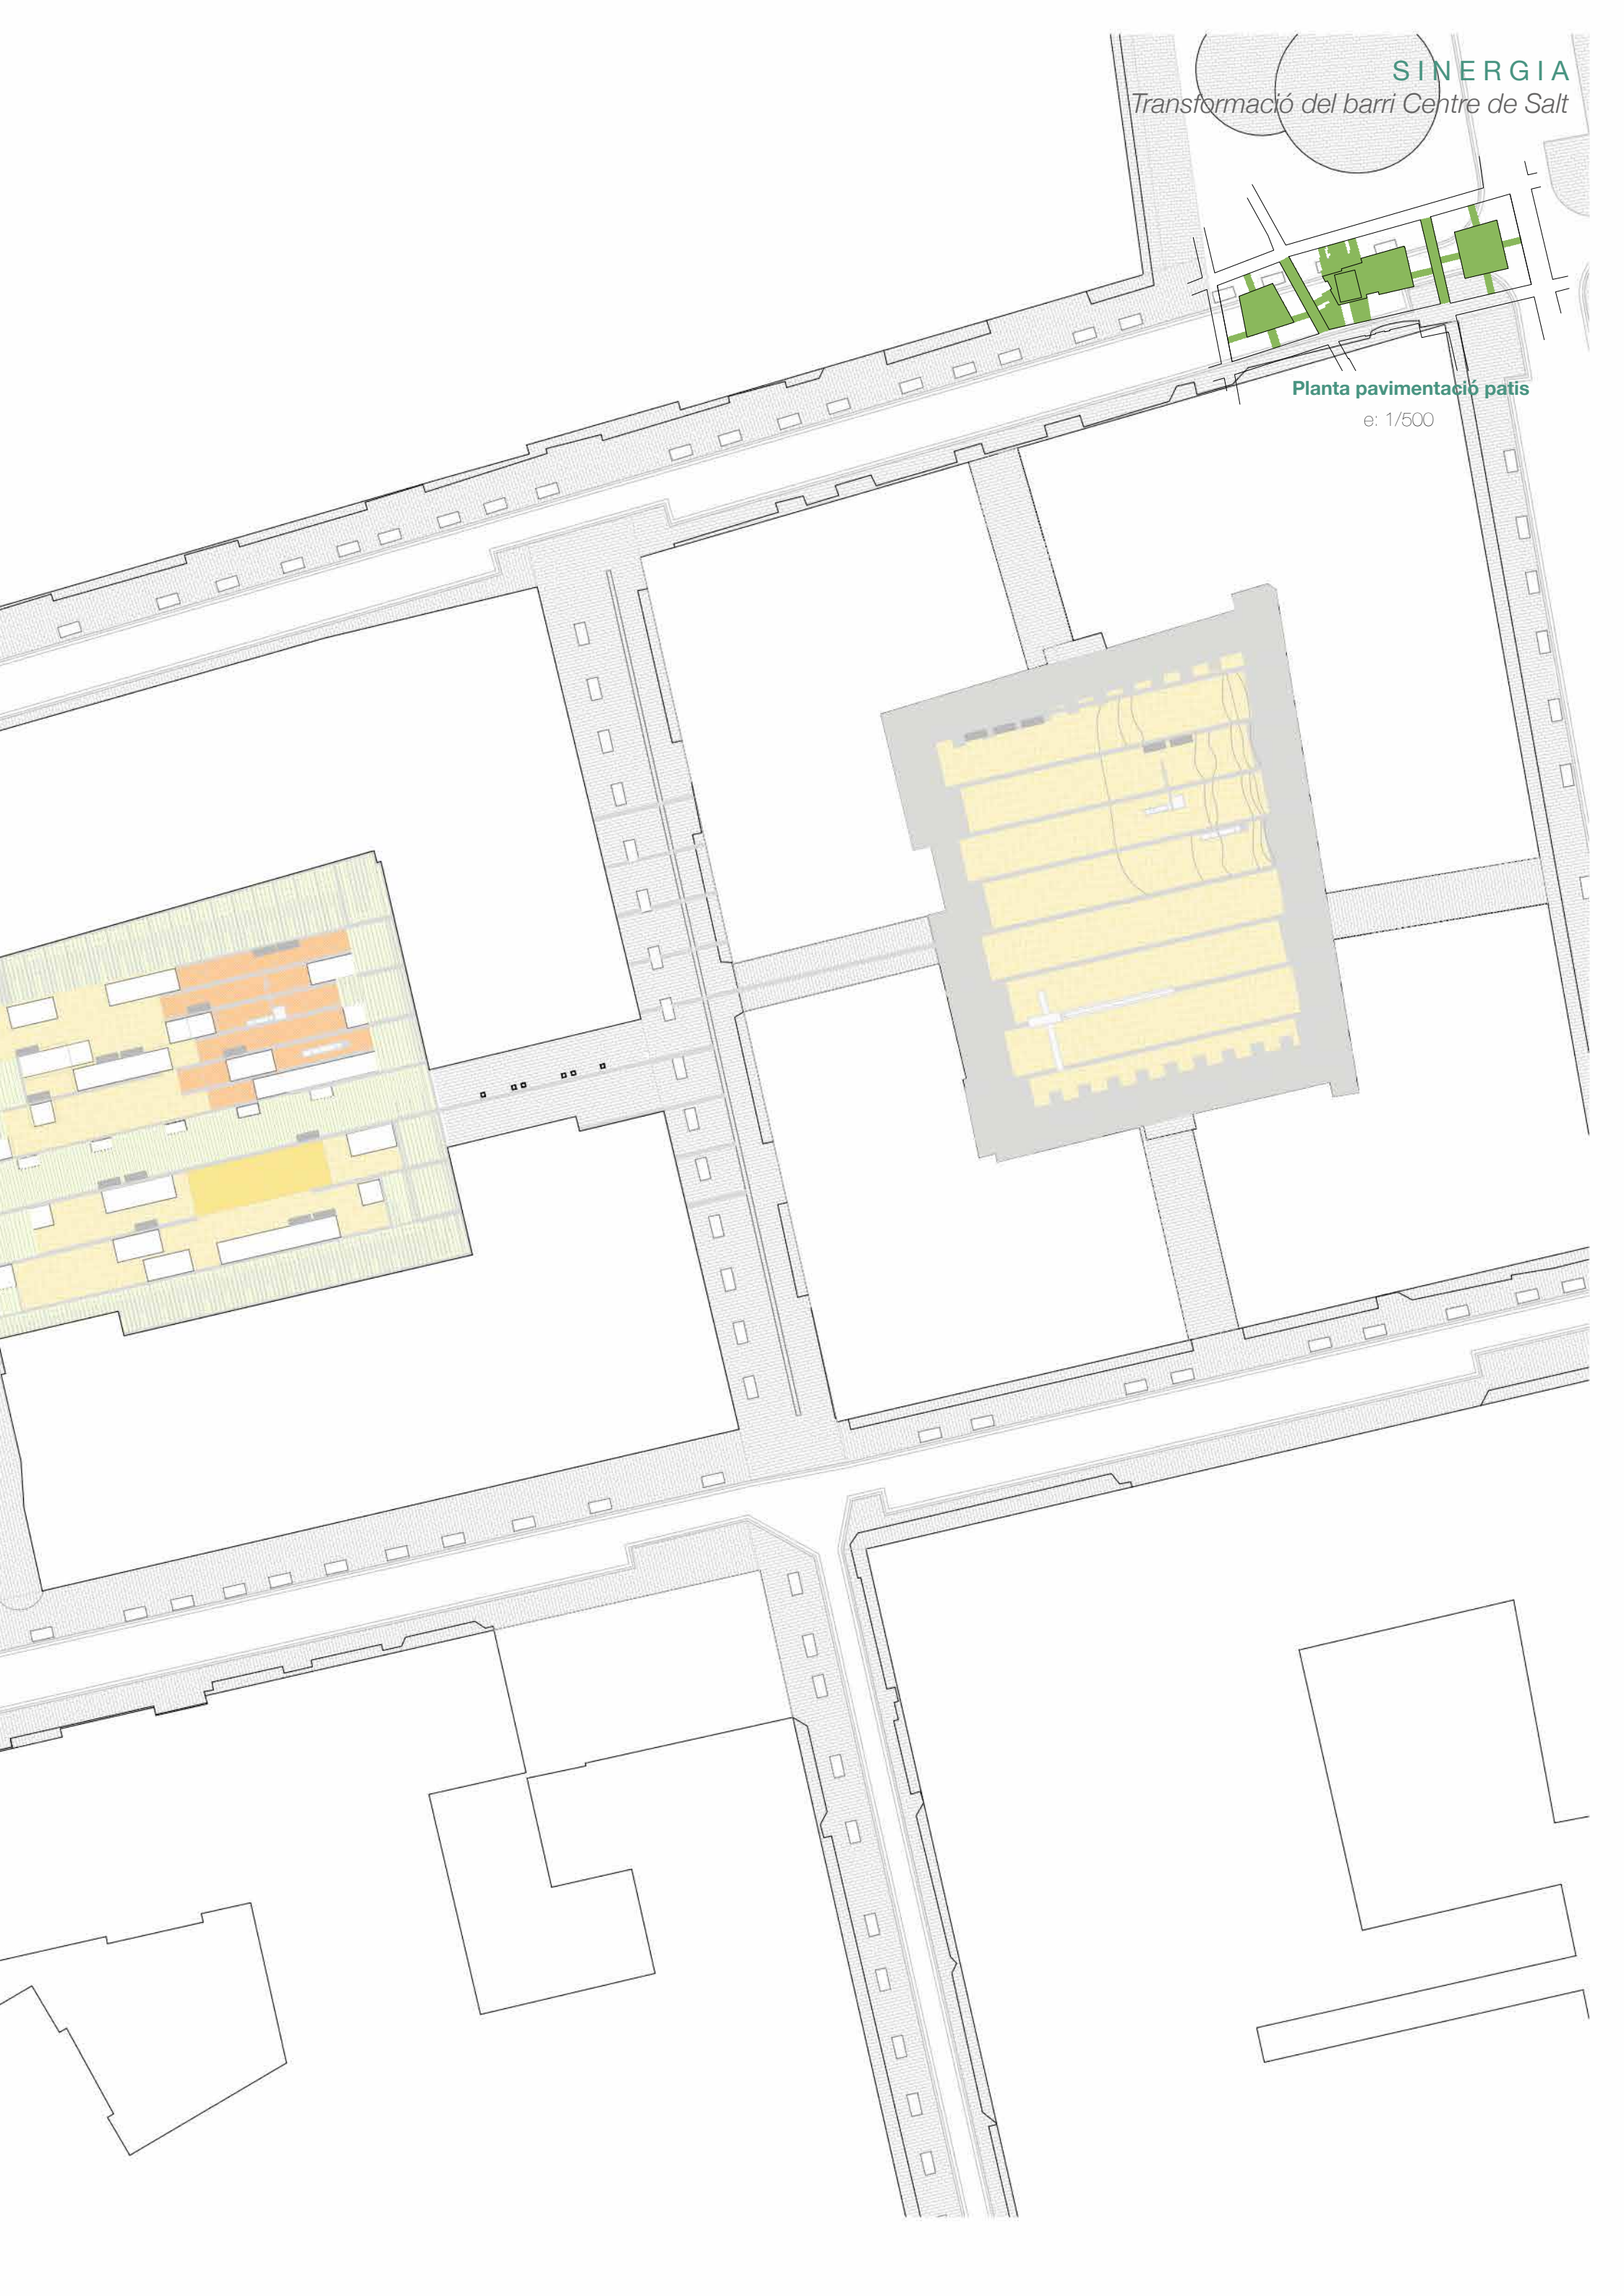 SINERGIA
Transformació del barri Centre de Salt
Planta pavimentació patis
e: 1/500